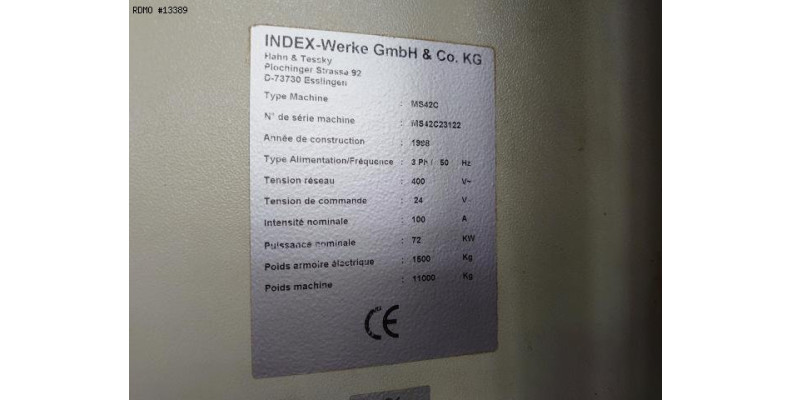 RDMO #13389
INDEX-Werke GmbH & Co. KG
Hahn & Tessky
Plochinger Strasse 92
D-73730 Esslingen
Type Machine : MS42C
N° de série machine : MS42C23122
Année de construction : 1998
Type Alimentation/Fréquence : 3 Ph / 50 Hz
Tension réseau : 400 V~
Tension de commande : 24 V
Intensité nominale : 100 A
Puissance nominale : 72 KW
Poids armoire électrique : 1600 Kg
Poids machine : 11000 Kg
CE